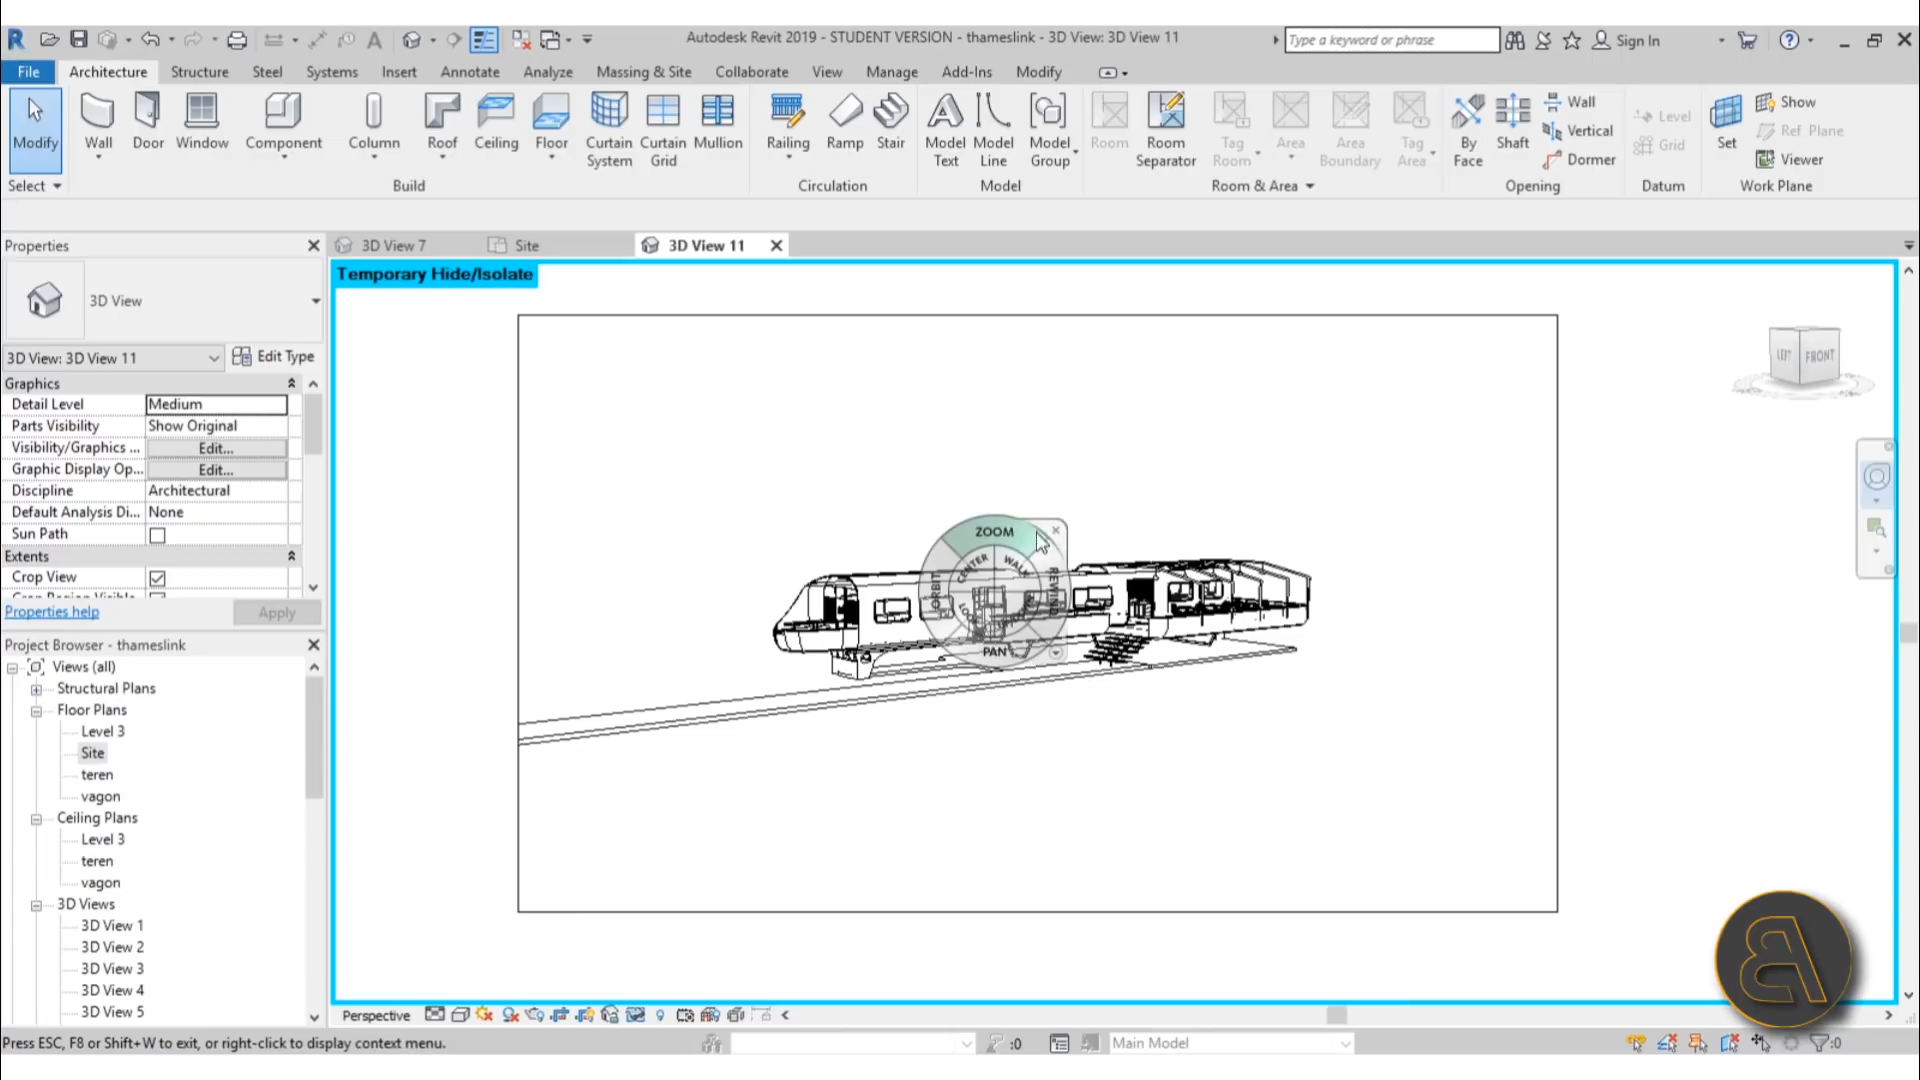 Autodesk Revit 2019 - STUDENT VERSION - thameslink - 3D View: 3D View 11
Type a keyword or phrase
Sign In
File Architecture Structure Steel Systems Insert Annotate Analyze Massing & Site Collaborate View Manage Add-Ins Modify
Modify Wall Door Window Component Column Roof Ceiling Floor Curtain System Curtain Grid Mullion Railing Ramp Stair Model Text Model Line Model Group Room Room Separator Tag Room Area Area Boundary Tag Area By Face Shaft
Wall
Vertical
Dormer
Level
Grid
Set
Show
Ref Plane
Viewer
Select Build Circulation Model Room & Area Opening Datum Work Plane
Properties
3D View 7
Site
3D View 11
Temporary Hide/Isolate
3D View
3D View: 3D View 11
Edit Type
Graphics
Detail Level Medium
Parts Visibility Show Original
Visibility/Graphics ... Edit...
Graphic Display Op... Edit...
Discipline Architectural
Default Analysis Di... None
Sun Path
Extents
Crop View
Properties help
Apply
Project Browser - thameslink
Views (all)
Structural Plans
Floor Plans
Level 3
Site
teren
vagon
Ceiling Plans
Level 3
teren
vagon
3D Views
3D View 1
3D View 2
3D View 3
3D View 4
3D View 5
LEFT FRONT
ZOOM
CENTER
WALK
ORBIT
REWIND
PAN
Perspective
Press ESC, F8 or Shift+W to exit, or right-click to display context menu.
:0
Main Model
:0